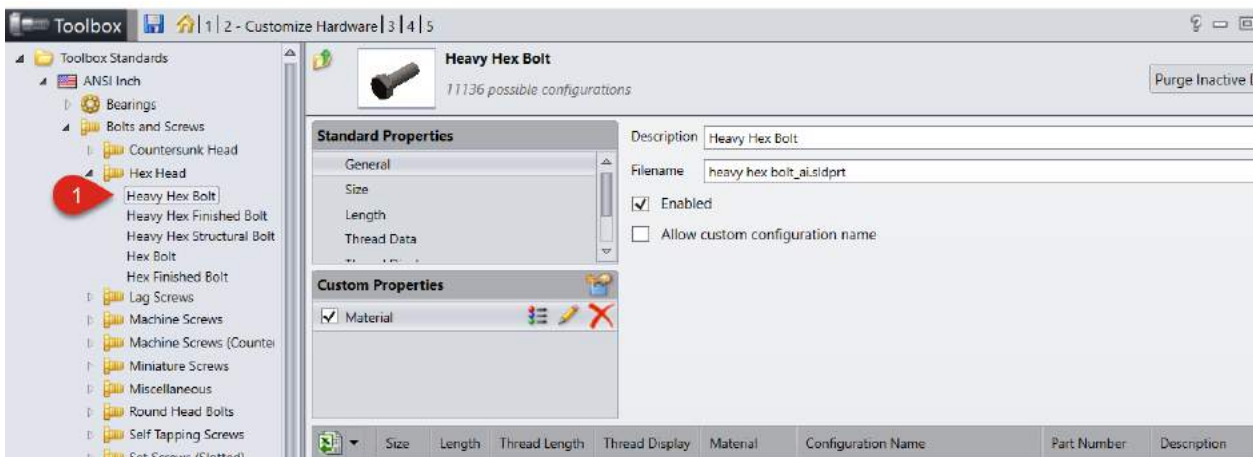 Toolbox 1 2 - Customize Hardware 3 4 5
Toolbox Standards
ANSI Inch
Bearings
Bolts and Screws
Countersunk Head
Hex Head
1 Heavy Hex Bolt
Heavy Hex Finished Bolt
Heavy Hex Structural Bolt
Hex Bolt
Hex Finished Bolt
Lag Screws
Machine Screws
Machine Screws (Counter
Miniature Screws
Miscellaneous
Round Head Bolts
Self Tapping Screws
Set Screws (Slotted)
Heavy Hex Bolt
11136 possible configurations
Purge Inactive
Standard Properties
General
Size
Length
Thread Data
Custom Properties
Material
Description Heavy Hex Bolt
Filename heavy hex bolt_ai.sldprt
Enabled
Allow custom configuration name
Size Length Thread Length Thread Display Material Configuration Name Part Number Description